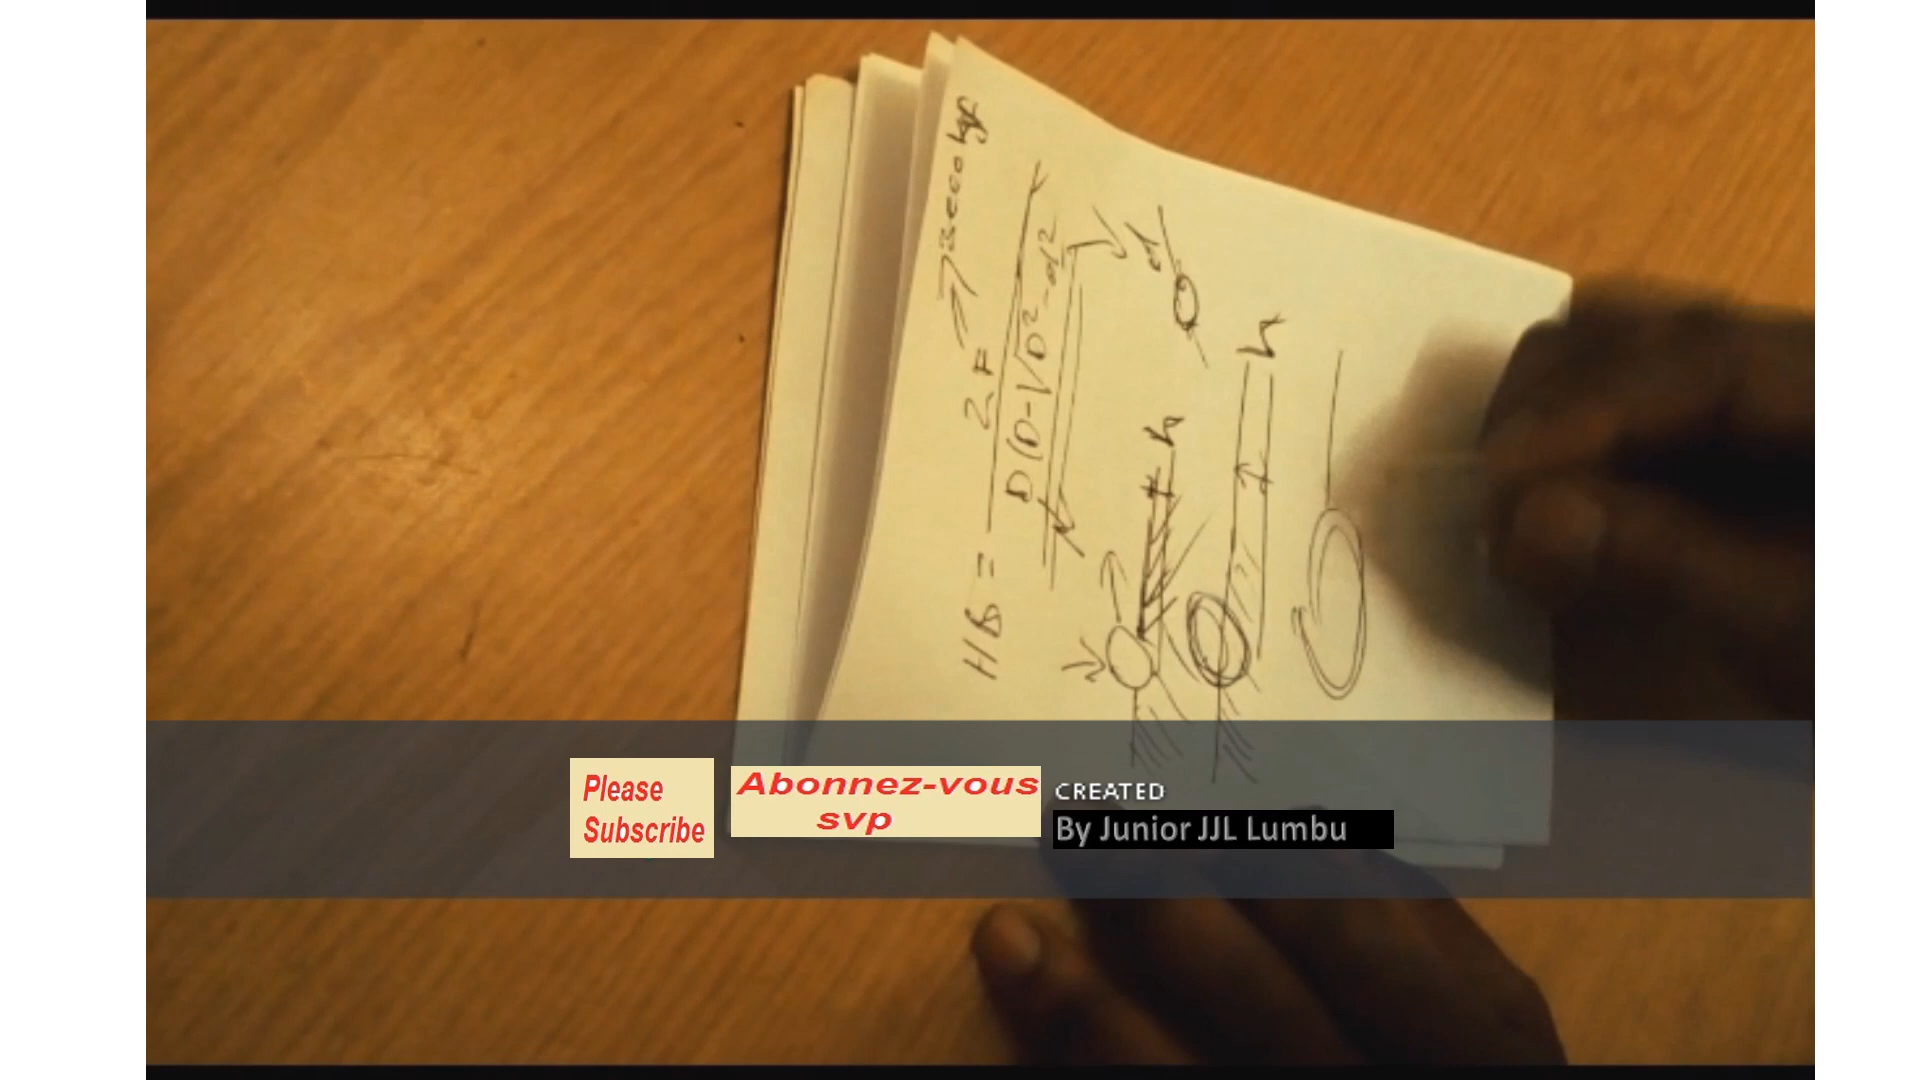 HB =
2F
3000 kgf
D(D-√D²-d²
d
h
h
Please
Subscribe
Abonnez-vous
svp
CREATED
By Junior JJL Lumbu